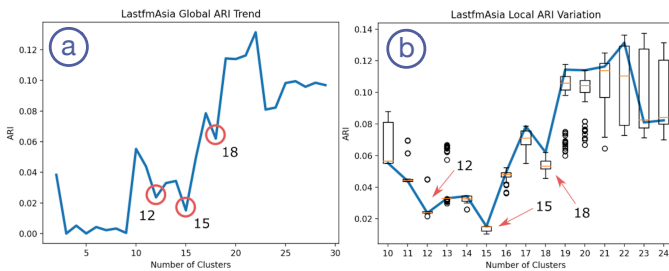 LastfmAsia Global ARI Trend
a
ARI
0.12
0.10
0.08
0.06
0.04
0.02
0.00
12
15
18
5 10 15 20 25 30
Number of Clusters
LastfmAsia Local ARI Variation
b
ARI
0.14
0.12
0.10
0.08
0.06
0.04
0.02
12
15
18
10 11 12 13 14 15 16 17 18 19 20 21 22 23 24
Number of Clusters